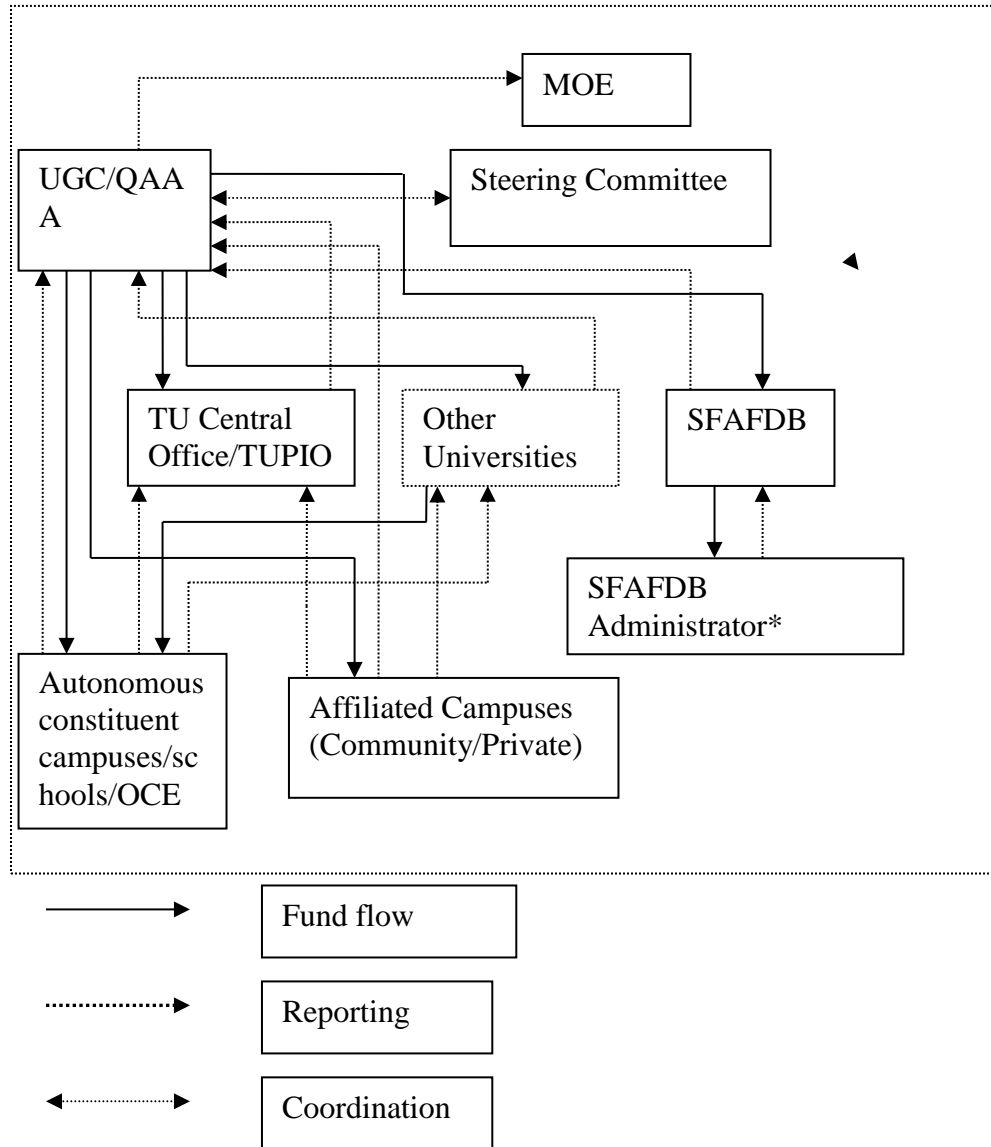 MOE
UGC/QAA
A
Steering Committee
TU Central
Office/TUPIO
Other
Universities
SFAFDB
SFAFDB
Administrator*
Autonomous
constituent
campuses/sc
hools/OCE
Affiliated Campuses
(Community/Private)
Fund flow
Reporting
Coordination